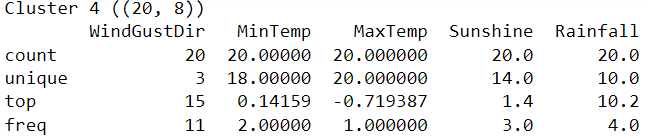 Cluster 4 ((20, 8))
WindGustDir MinTemp MaxTemp Sunshine Rainfall
count 20 20.00000 20.000000 20.0 20.0
unique 3 18.00000 20.000000 14.0 10.0
top 15 0.14159 -0.719387 1.4 10.2
freq 11 2.00000 1.000000 3.0 4.0